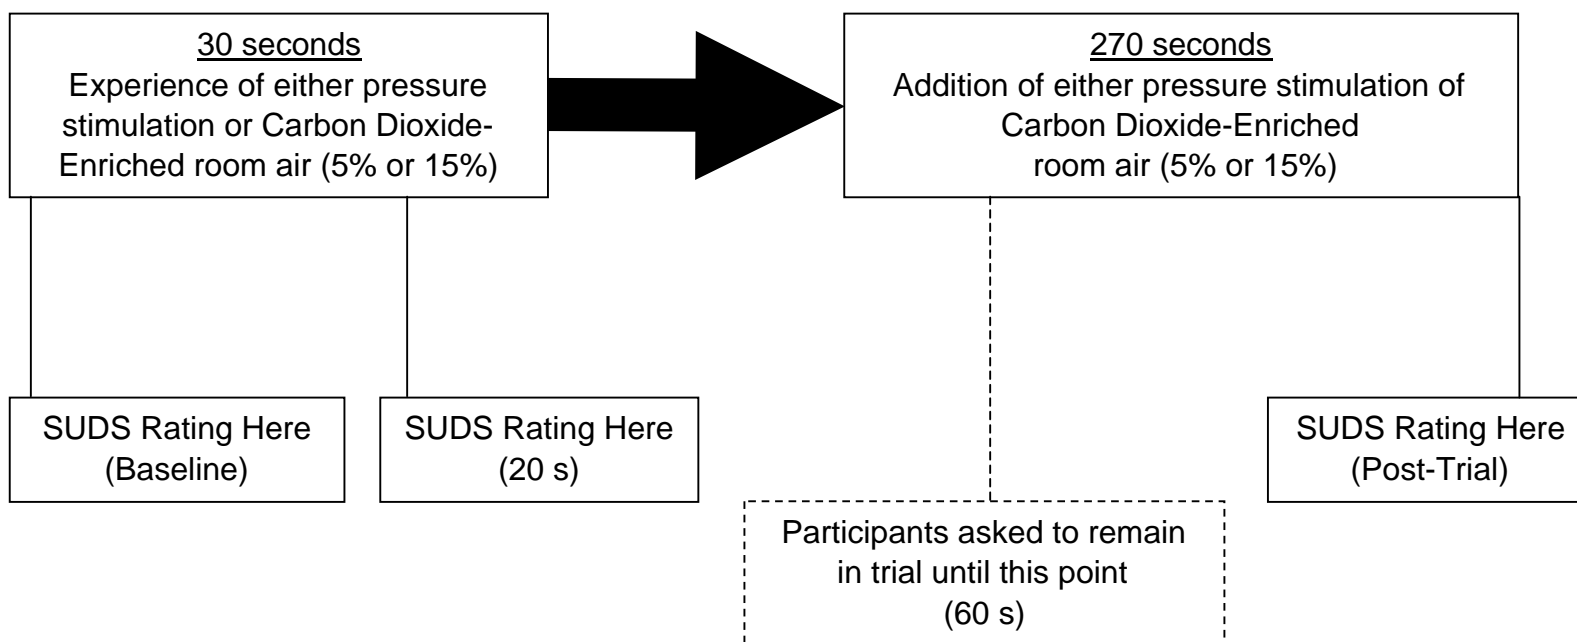 30 seconds
Experience of either pressure
stimulation or Carbon Dioxide-
Enriched room air (5% or 15%)
270 seconds
Addition of either pressure stimulation of
Carbon Dioxide-Enriched
room air (5% or 15%)
SUDS Rating Here
(Baseline)
SUDS Rating Here
(20 s)
SUDS Rating Here
(Post-Trial)
Participants asked to remain
in trial until this point
(60 s)